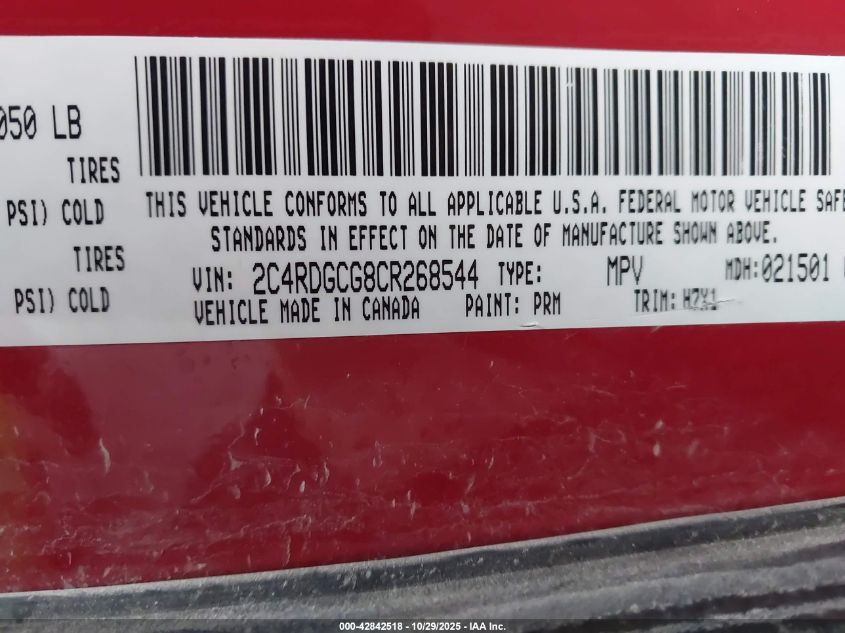 050 LB
TIRES
PSI) COLD
TIRES
PSI) COLD
THIS VEHICLE CONFORMS TO ALL APPLICABLE U.S.A. FEDERAL MOTOR VEHICLE SAFE
STANDARDS IN EFFECT ON THE DATE OF MANUFACTURE SHOWN ABOVE.
VIN: 2C4RDGCG8CR268544 TYPE: MPV MDH:021501
VEHICLE MADE IN CANADA PAINT: PRM TRIM: H7X1
000-42842518 - 10/29/2025 - IAA Inc.